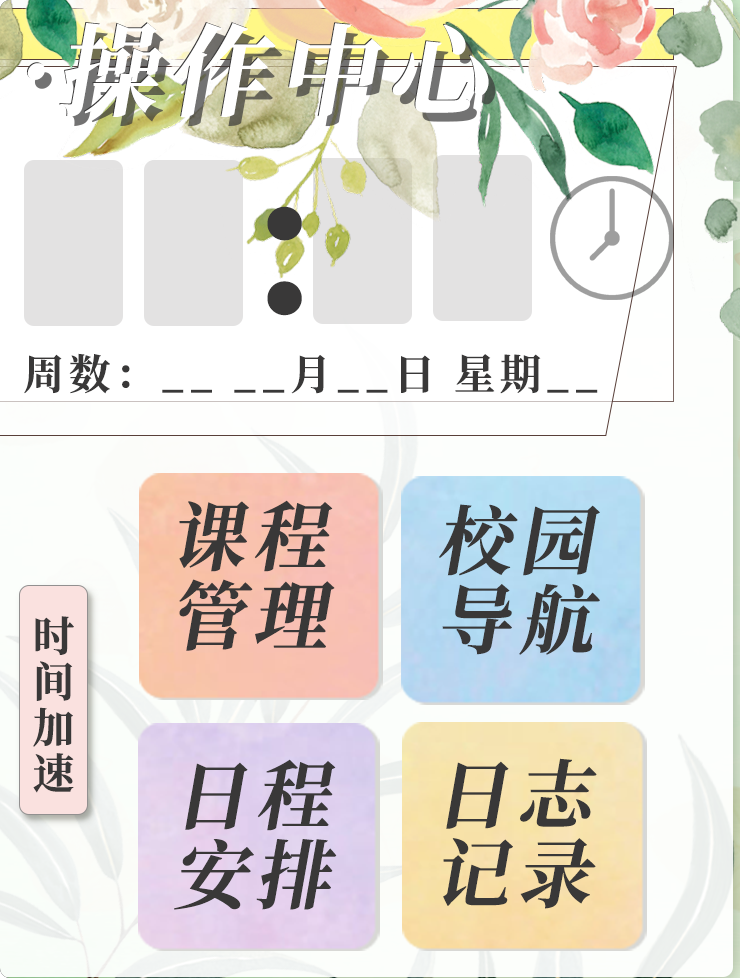 ·操作中心
:
周数：__ __月__日 星期__
课程
管理
校园
导航
时间加速
日程
安排
日志
记录